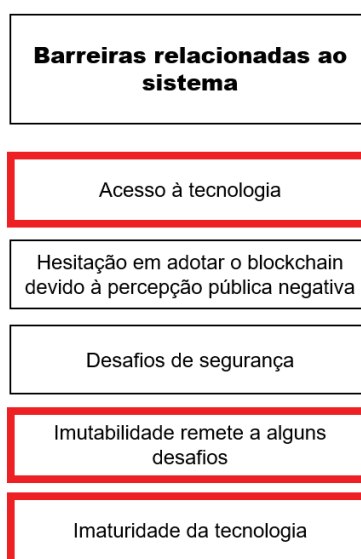 Barreiras relacionadas ao
sistema
Acesso à tecnologia
Hesitação em adotar o blockchain
devido à percepção pública negativa
Desafios de segurança
Imutabilidade remete a alguns
desafios
Imaturidade da tecnologia